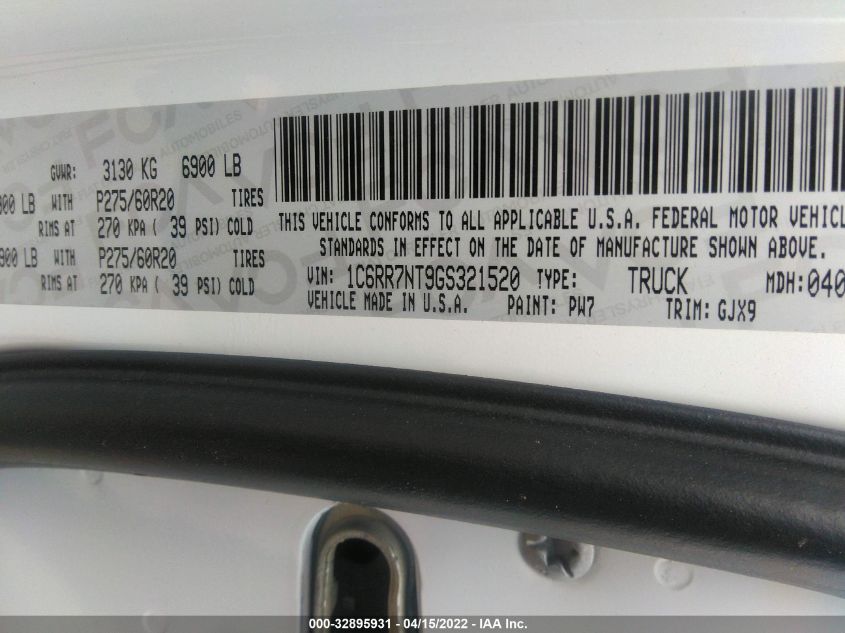 GVWR: 3130 KG 6900 LB
00 LB WITH P275/60R20 TIRES
RIMS AT 270 KPA ( 39 PSI) COLD
900 LB WITH P275/60R20 TIRES
RIMS AT 270 KPA ( 39 PSI) COLD
THIS VEHICLE CONFORMS TO ALL APPLICABLE U.S.A. FEDERAL MOTOR VEHICL
STANDARDS IN EFFECT ON THE DATE OF MANUFACTURE SHOWN ABOVE.
VIN: 1C6RR7NT9GS321520 TYPE: TRUCK MDH:040
VEHICLE MADE IN U.S.A. PAINT: PW7 TRIM: GJX9
000-32895931 - 04/15/2022 - IAA Inc.